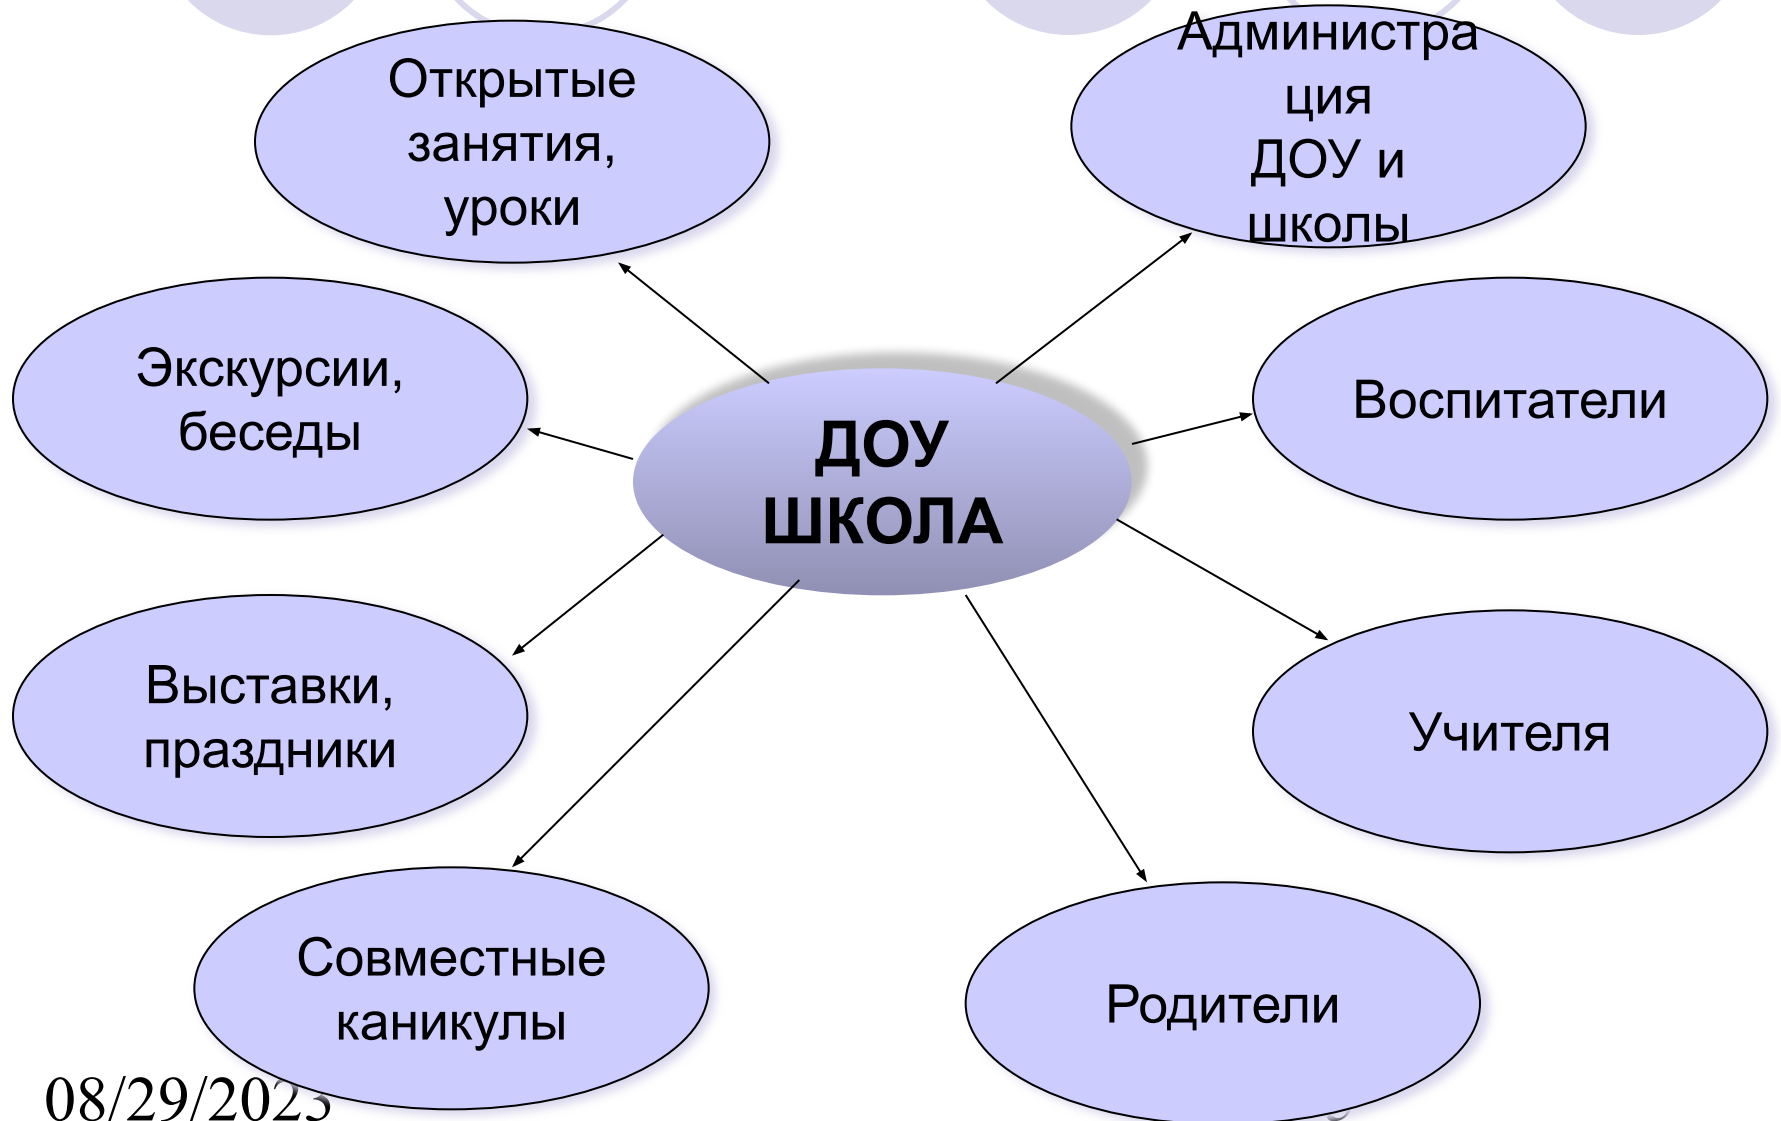 Открытые
занятия,
уроки
Администра
ция
ДОУ и
школы
Экскурсии,
беседы
Воспитатели
ДОУ
ШКОЛА
Выставки,
праздники
Учителя
Совместные
каникулы
Родители